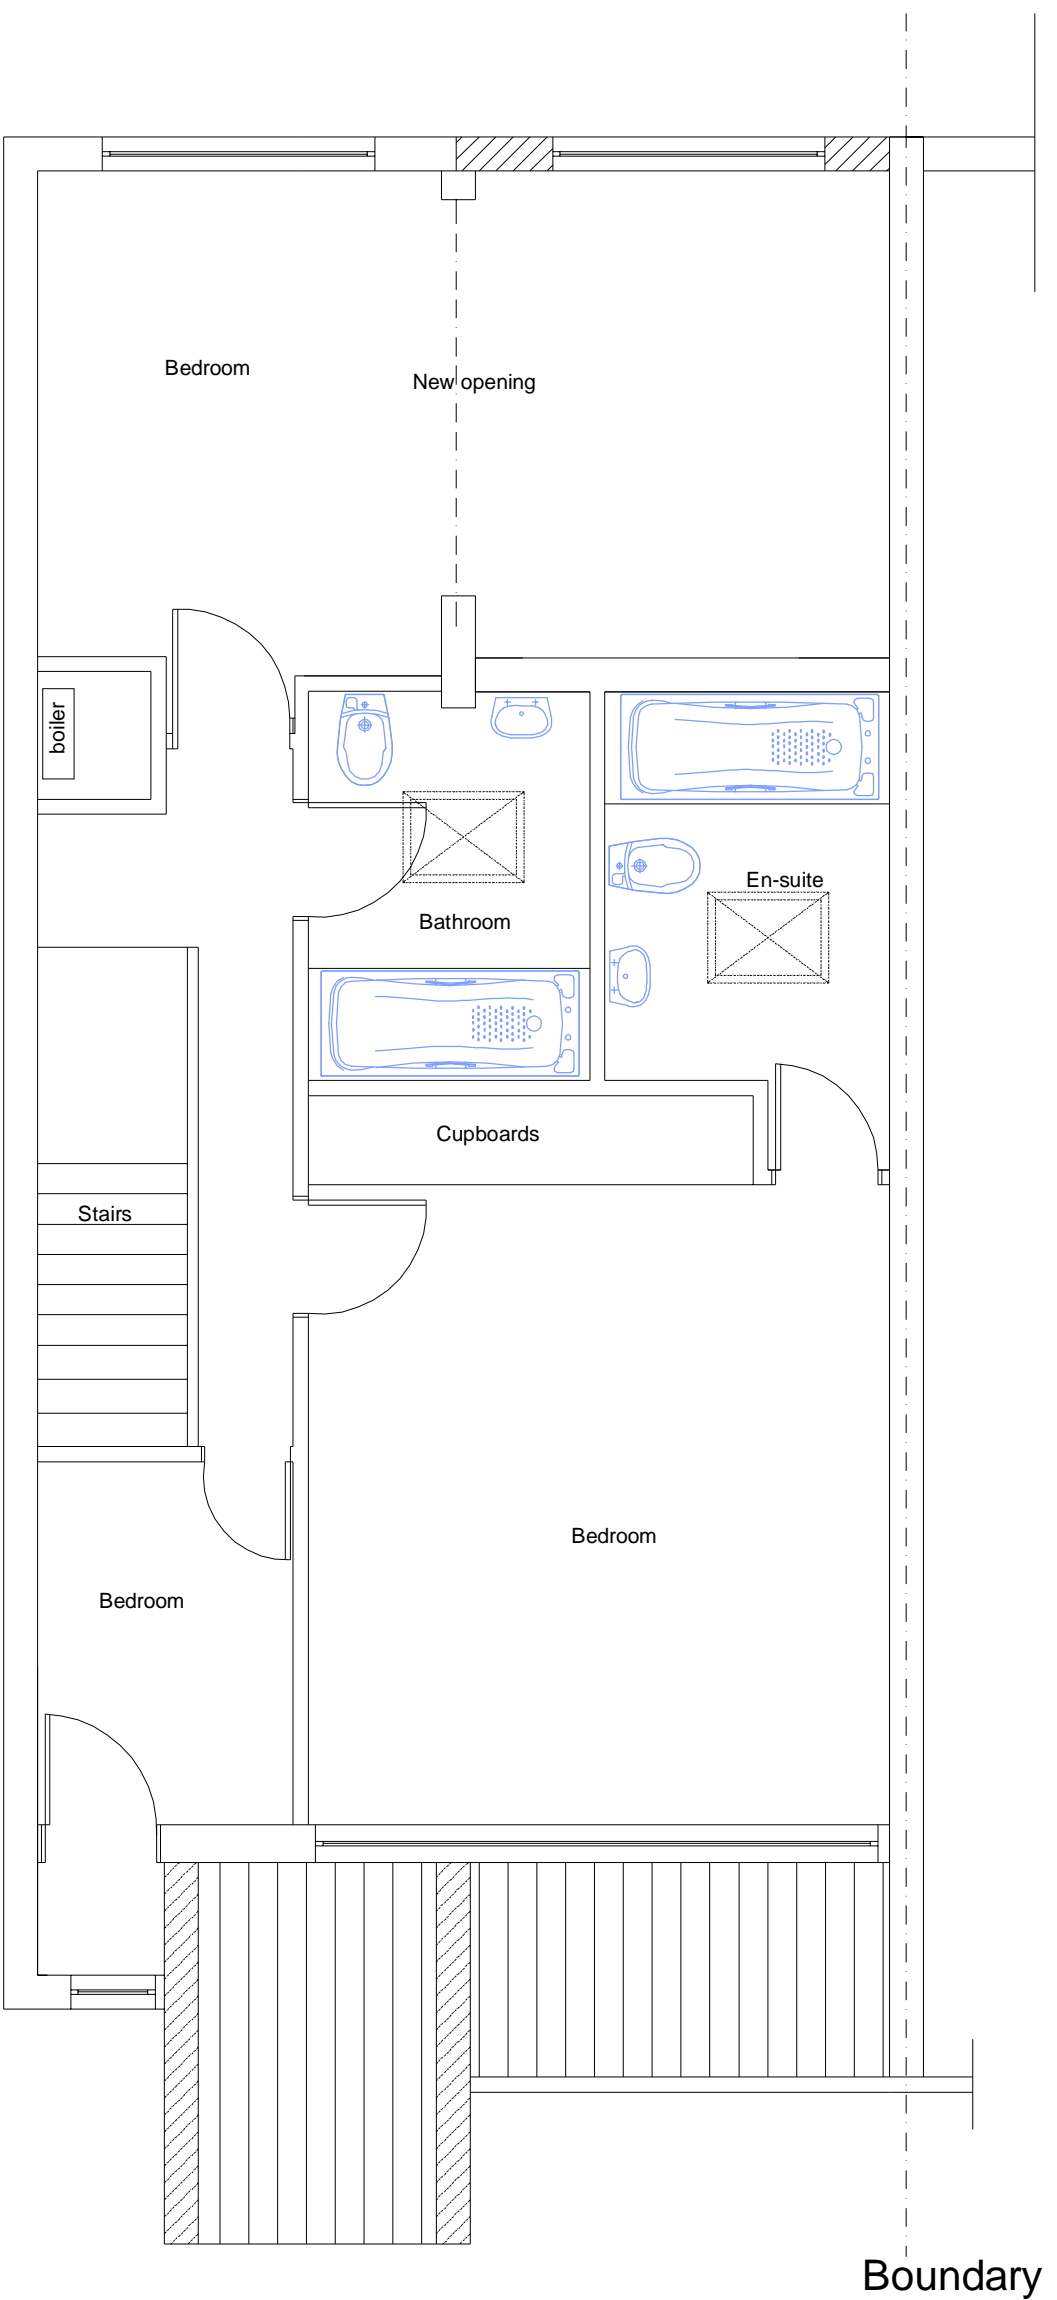 Bedroom
New opening
boiler
En-suite
Bathroom
Cupboards
Stairs
Bedroom
Bedroom
Boundary